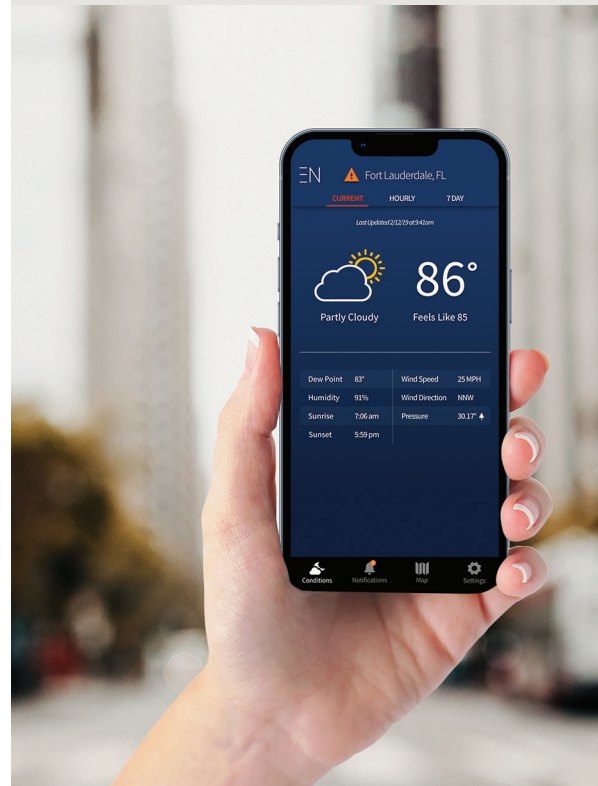 EN
Fort Lauderdale, FL
CURRENT HOURLY 7 DAY
Last Updated 2/12/19 at 9:41am
86°
Partly Cloudy Feels Like 85
Dew Point 83° Wind Speed 25 MPH
Humidity 91% Wind Direction NNW
Sunrise 7:06 am Pressure 30.17"
Sunset 5:59 pm
Conditions Notifications Map Settings